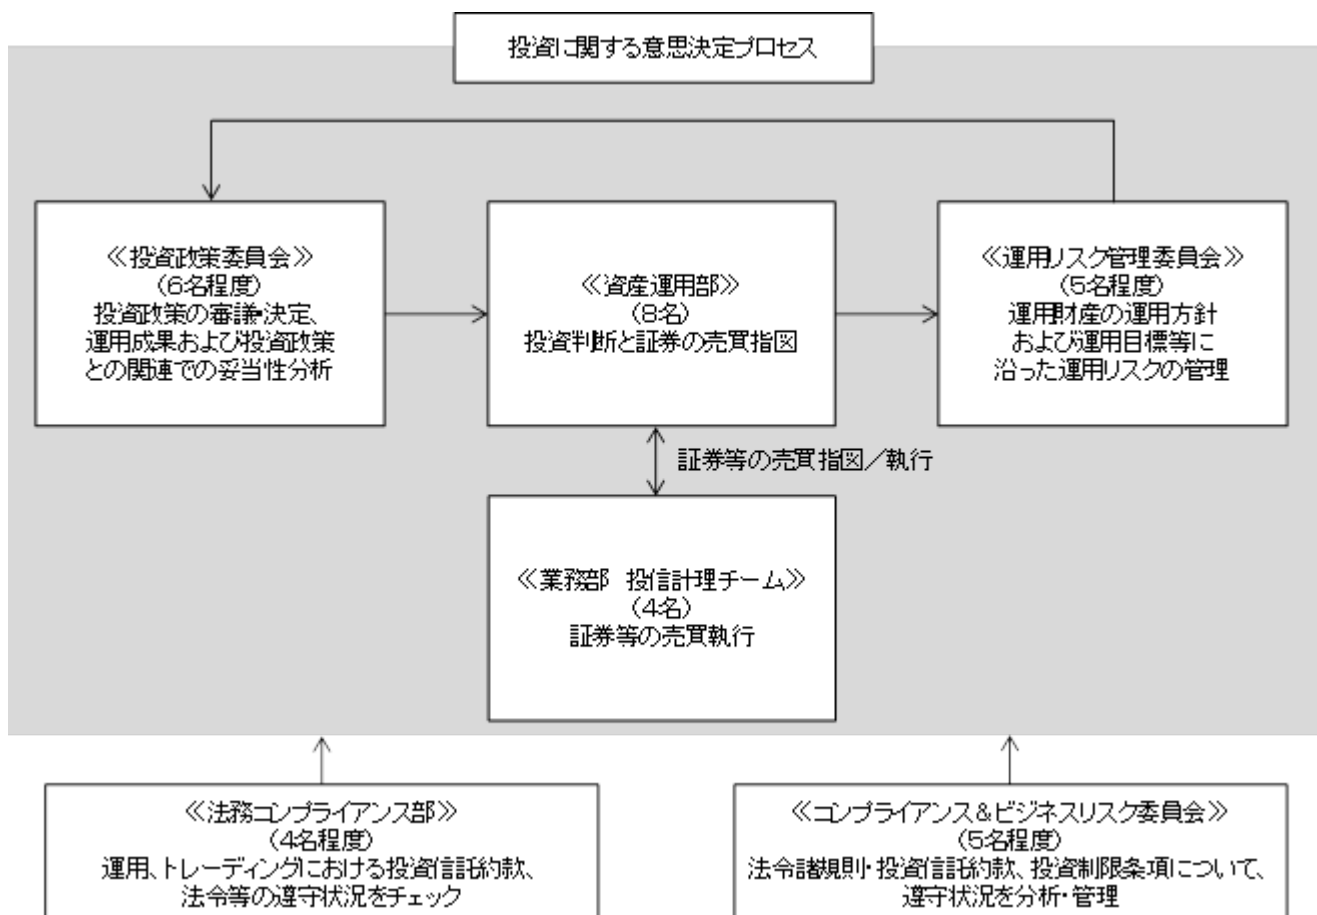 投資に関する意思決定プロセス
≪投資政策委員会≫
(6名程度)
投資政策の審議・決定、
運用成果および投資政策
との関連での妥当性分析
≪資産運用部≫
(8名)
投資判断と証券の売買指図
≪運用リスク管理委員会≫
(5名程度)
運用財産の運用方針
および運用目標等に
沿った運用リスクの管理
証券等の売買指図／執行
≪業務部　投信計理チーム≫
(4名)
証券等の売買執行
≪法務コンプライアンス部≫
(4名程度)
運用、トレーディングにおける投資信託約款、
法令等の遵守状況をチェック
≪コンプライアンス＆ビジネスリスク委員会≫
(5名程度)
法令諸規則・投資信託約款、投資制限条項について、
遵守状況を分析・管理